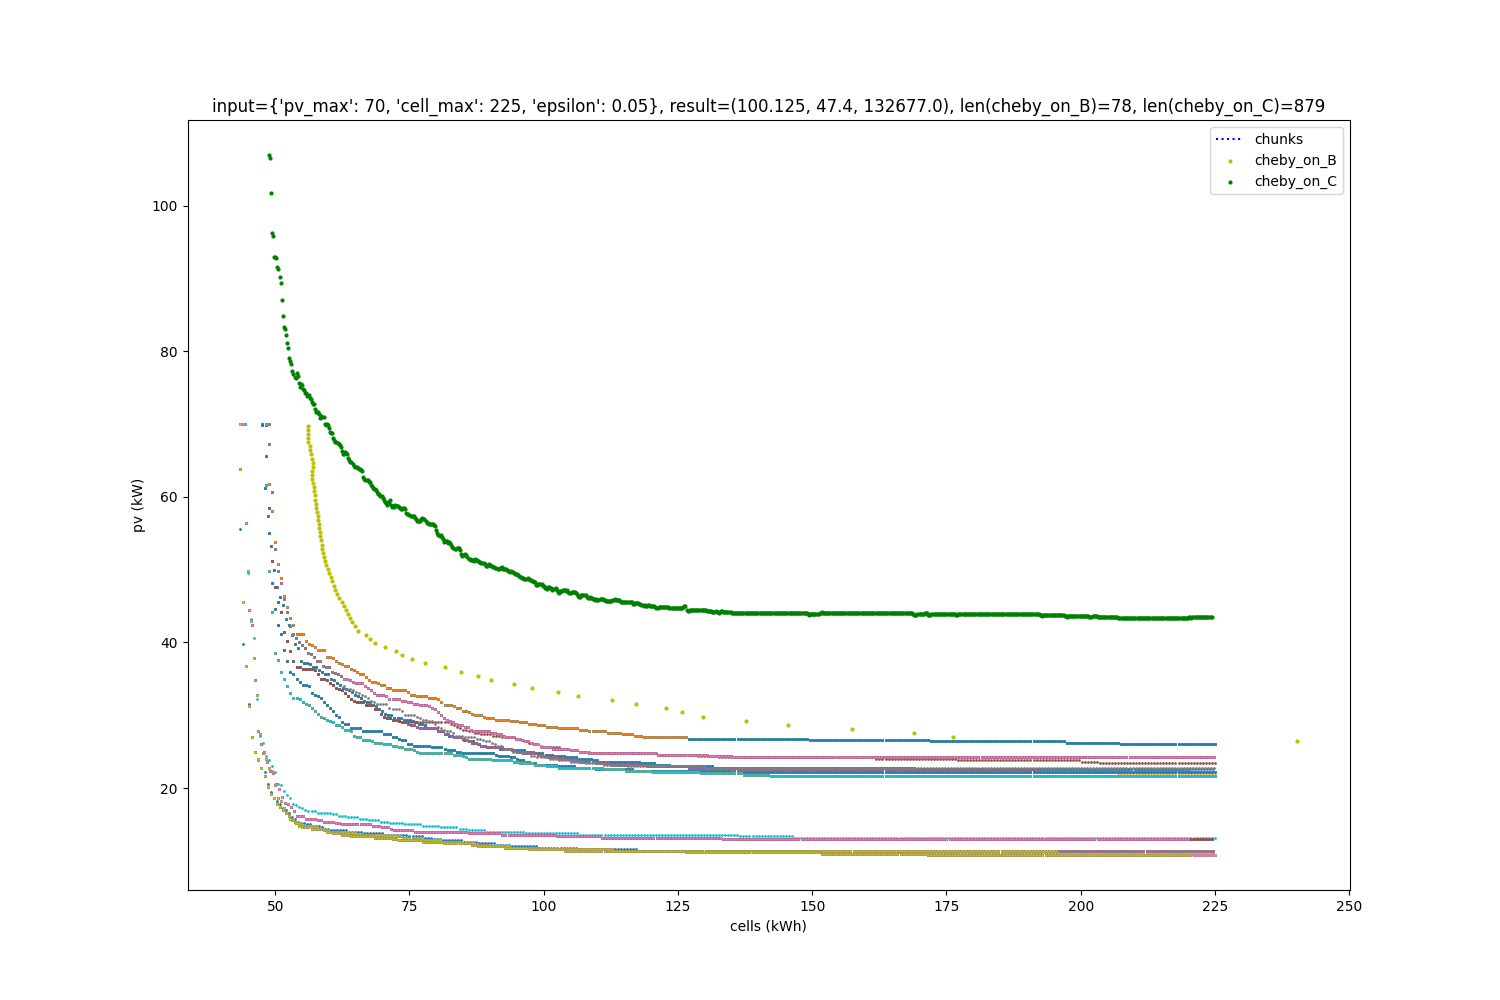 input={'pv_max': 70, 'cell_max': 225, 'epsilon': 0.05}, result=(100.125, 47.4, 132677.0), len(cheby_on_B)=78, len(cheby_on_C)=879
chunks
cheby_on_B
cheby_on_C
100
80
60
40
20
pv (kW)
50 75 100 125 150 175 200 225 250
cells (kWh)